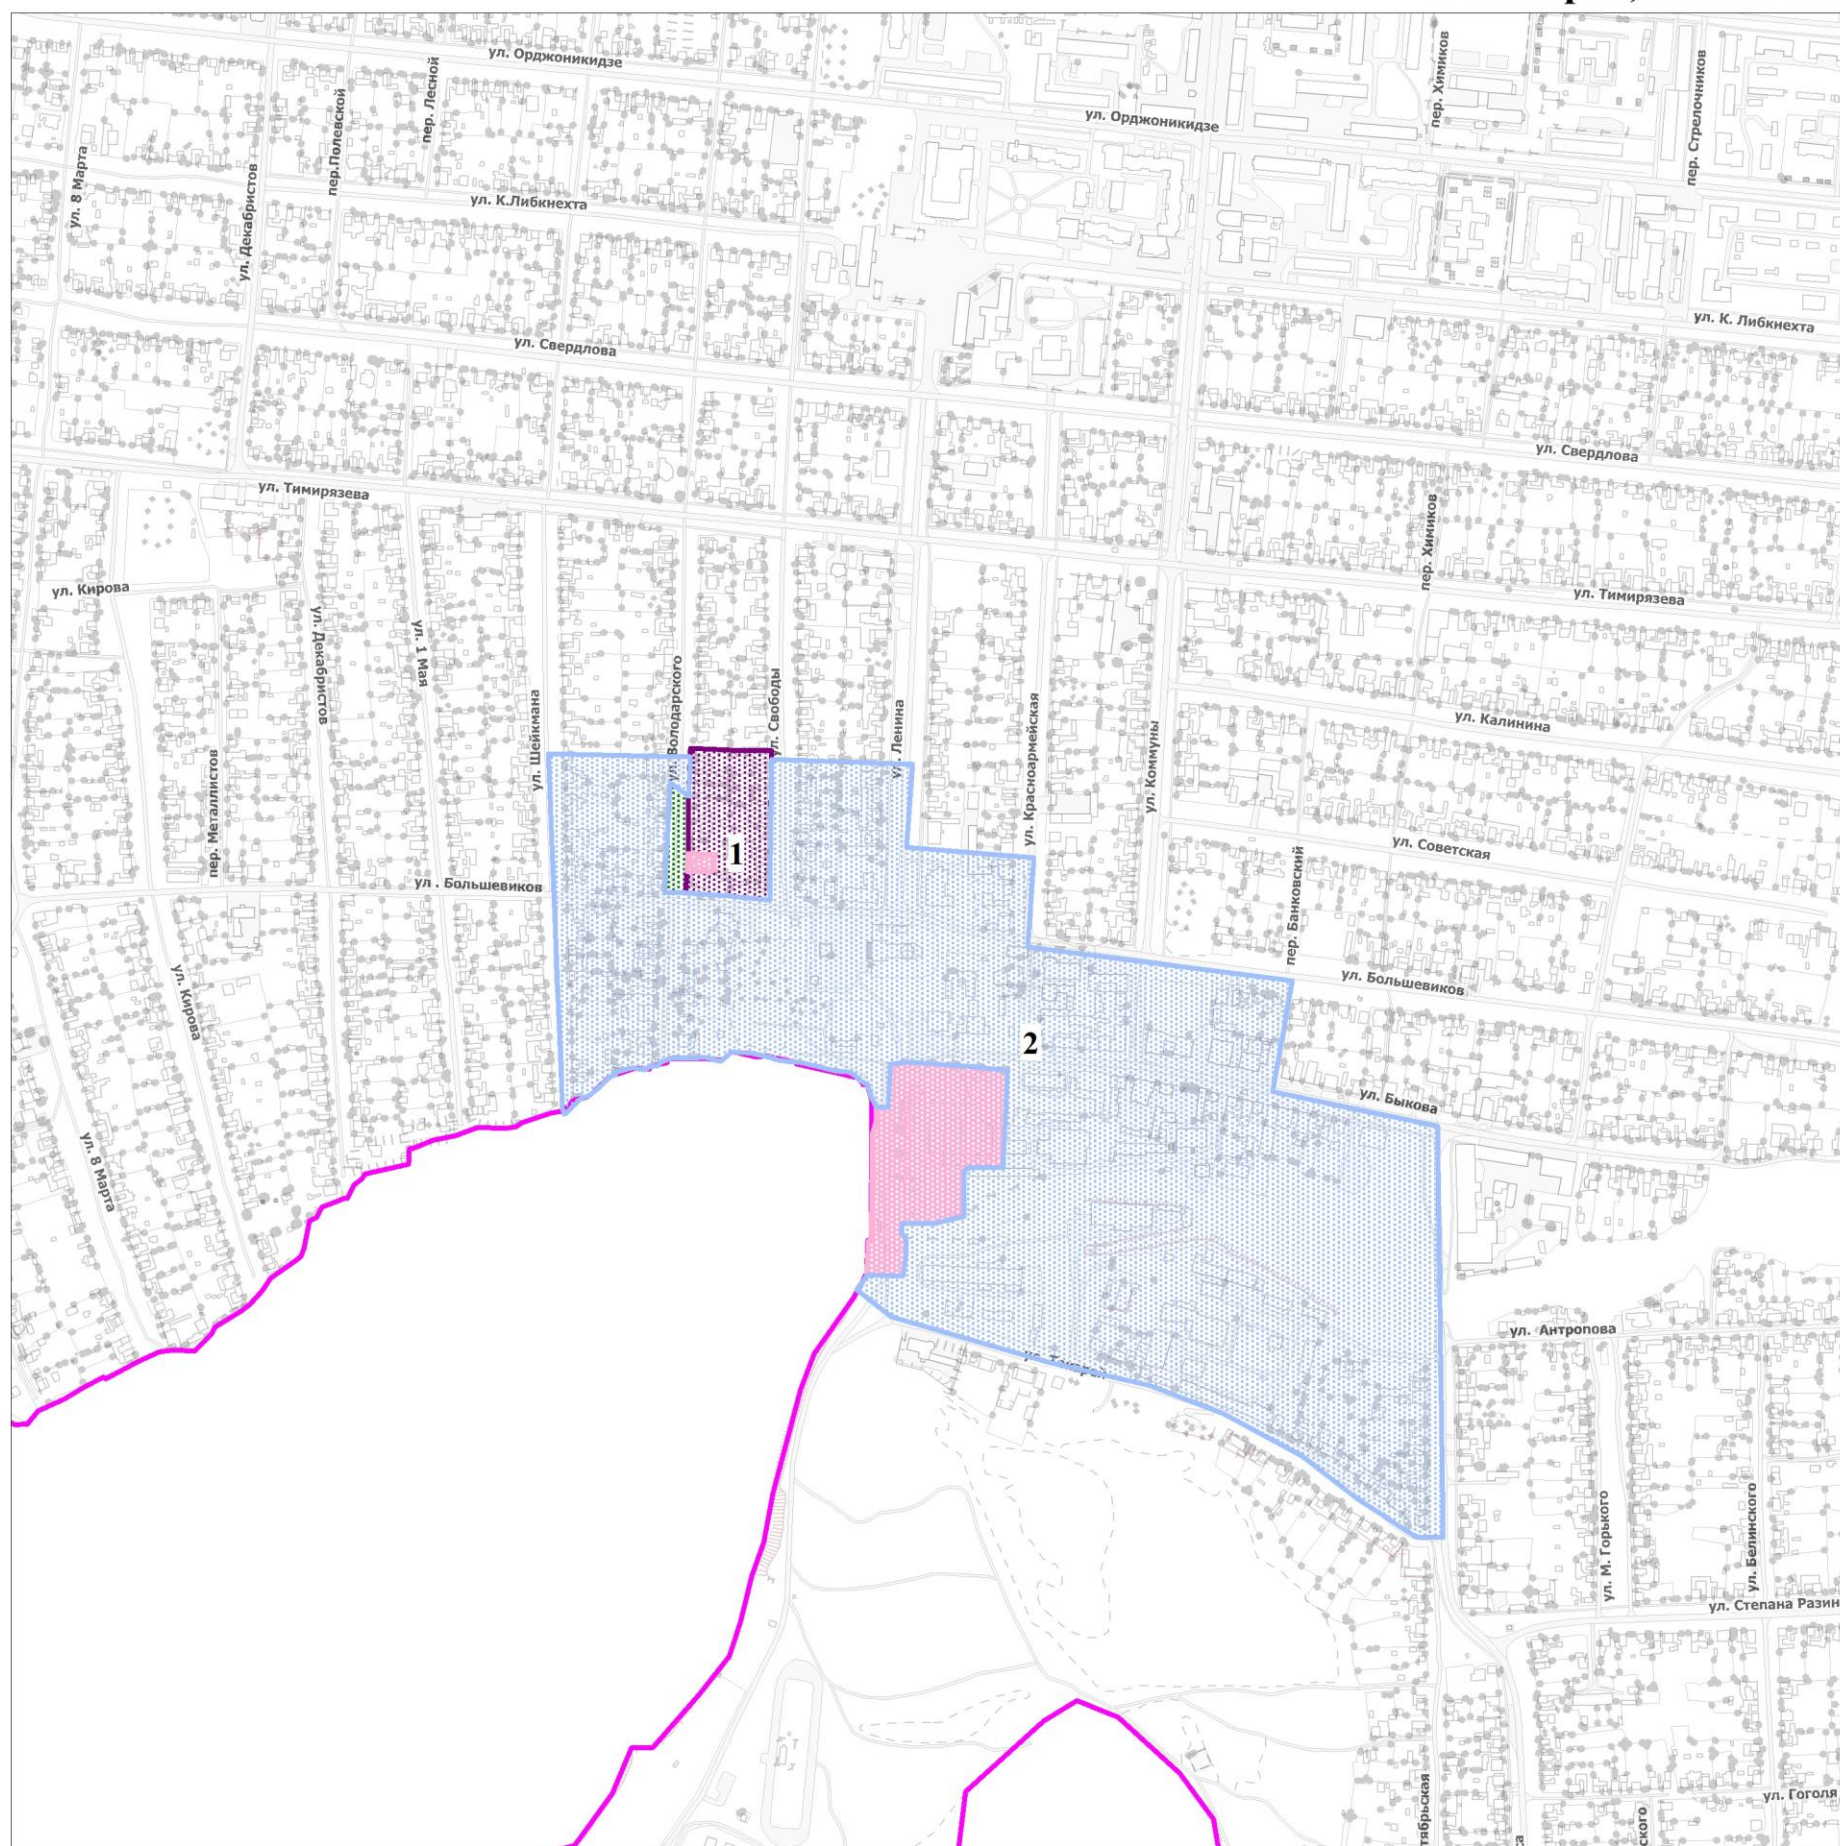 ул. Орджоникидзе
ул. Орджоникидзе
пер. Химиков
пер. Стрелочников
пер. Лесной
пер.Полевской
ул. 8 Марта
ул. Декабристов
ул. К.Либкнехта
ул. К. Либкнехта
ул. Свердлова
ул. Свердлова
ул. Тимирязева
пер. Химиков
ул. Кирова
ул. Тимирязева
ул. Декабристов
ул. 1 Мая
ул. Шейкмана
ул. Володарского
ул. Свободы
ул. Ленина
ул. Красноармейская
ул. Коммуны
ул. Калинина
пер. Металлистов
1
ул. Советская
пер. Банковский
ул . Большевиков
ул. Большевиков
ул. Кирова
2
ул. Быкова
ул. 8 Марта
ул. Антропова
ул. М. Горького
ул. Белинского
ул. Степана Разин
ул. Гоголя
тябрьская
ского
ка